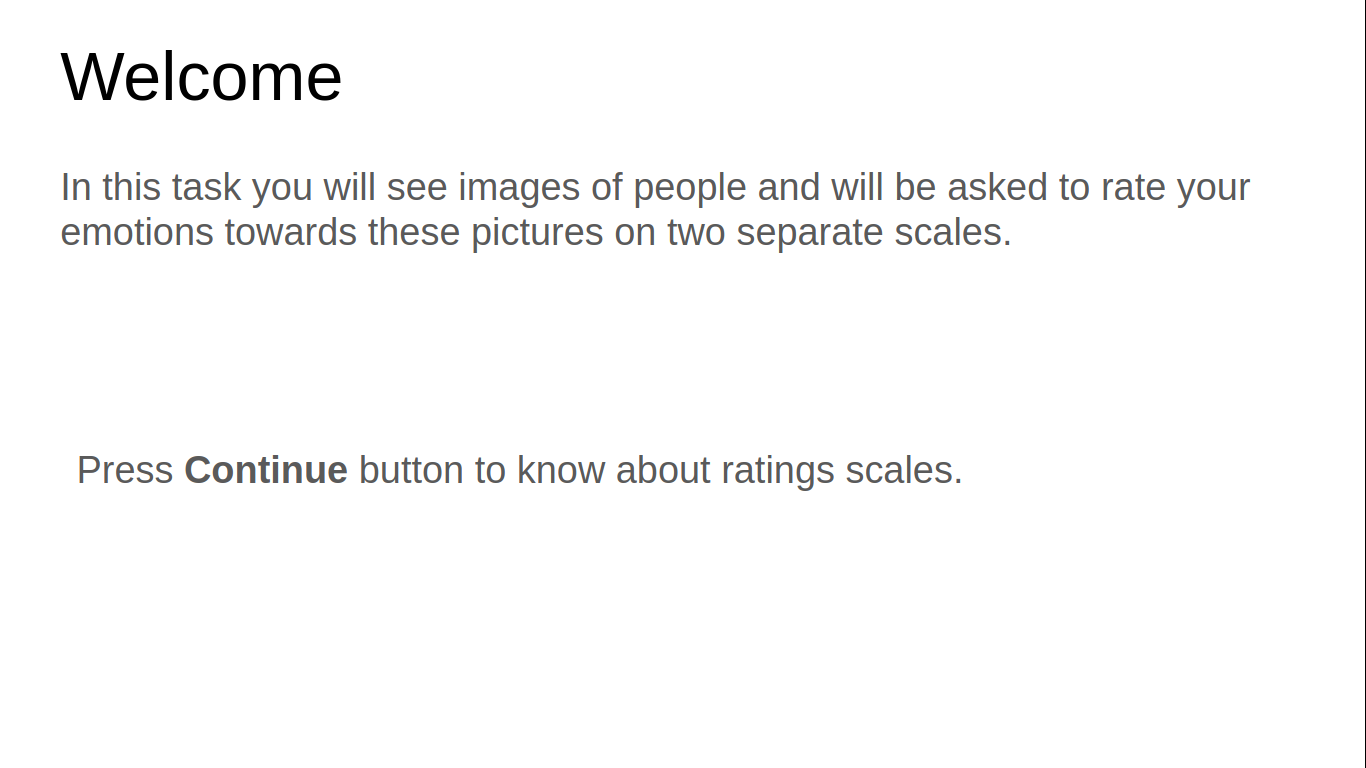 Welcome
In this task you will see images of people and will be asked to rate your
emotions towards these pictures on two separate scales.
Press Continue button to know about ratings scales.